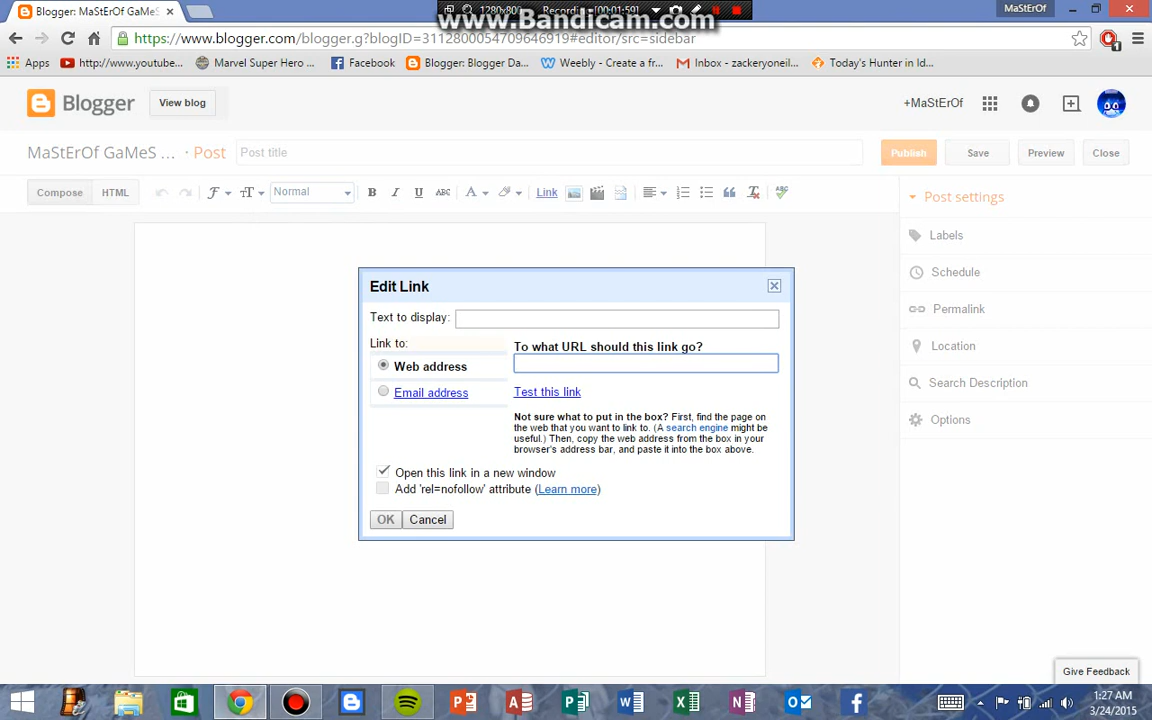 Blogger: MaStErOf GaMeS
www.Bandicam.com
1280x800
Recording [00:01:59]
MaStErOf
https://www.blogger.com/blogger.g?blogID=3112800054709646919#editor/src=sidebar
Apps
http://www.youtube...
Marvel Super Hero ...
Facebook
Blogger: Blogger Da...
Weebly - Create a fr...
Inbox - zackeryoneil...
Today's Hunter in Id...
Blogger
View blog
+MaStErOf
MaStErOf GaMeS ... · Post
Post title
Publish
Save
Preview
Close
Compose
HTML
Normal
B
I
U
ABC
A
Link
Post settings
Labels
Schedule
Permalink
Location
Search Description
Options
Edit Link
Text to display:
Link to:
Web address
Email address
To what URL should this link go?
Test this link
Not sure what to put in the box? First, find the page
on the web that you want to link to. (A search engine might be
useful.) Then, copy the web address from the box in your
browser's address bar, and paste it into the box above.
Open this link in a new window
Add 'rel=nofollow' attribute (Learn more)
OK
Cancel
Give Feedback
1:27 AM
3/24/2015